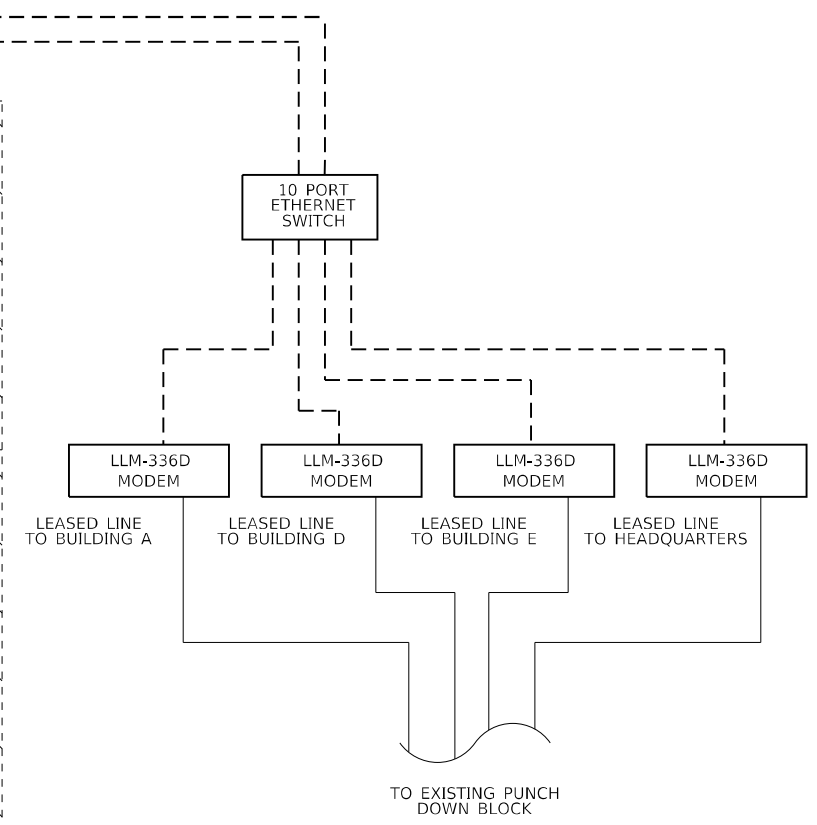 10 PORT
ETHERNET
SWITCH
LLM-336D
MODEM
LLM-336D
MODEM
LLM-336D
MODEM
LLM-336D
MODEM
LEASED LINE
TO BUILDING A
LEASED LINE
TO BUILDING D
LEASED LINE
TO BUILDING E
LEASED LINE
TO HEADQUARTERS
TO EXISTING PUNCH
DOWN BLOCK